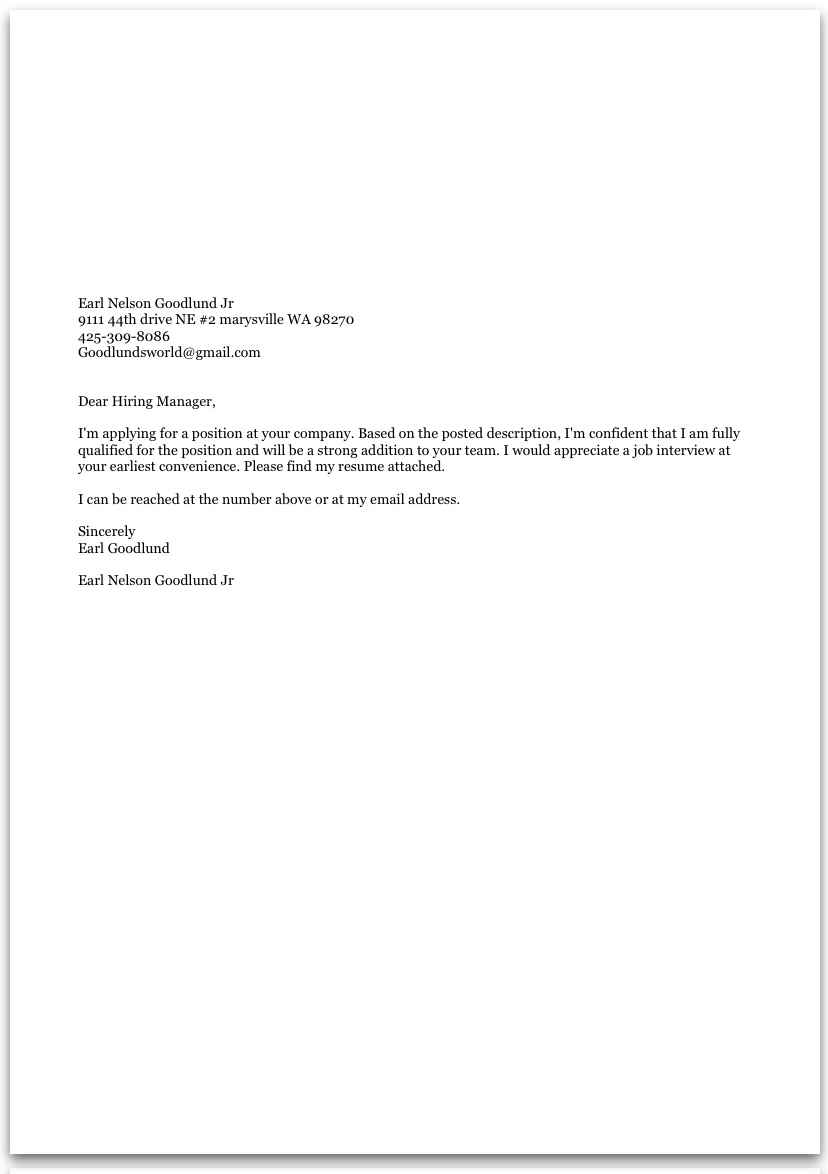 Earl Nelson Goodlund Jr
9111 44th drive NE #2 marysville WA 98270
425-309-8086
Goodlundsworld@gmail.com
Dear Hiring Manager,
I'm applying for a position at your company. Based on the posted description, I'm confident that I am fully
qualified for the position and will be a strong addition to your team. I would appreciate a job interview at
your earliest convenience. Please find my resume attached.
I can be reached at the number above or at my email address.
Sincerely
Earl Goodlund
Earl Nelson Goodlund Jr